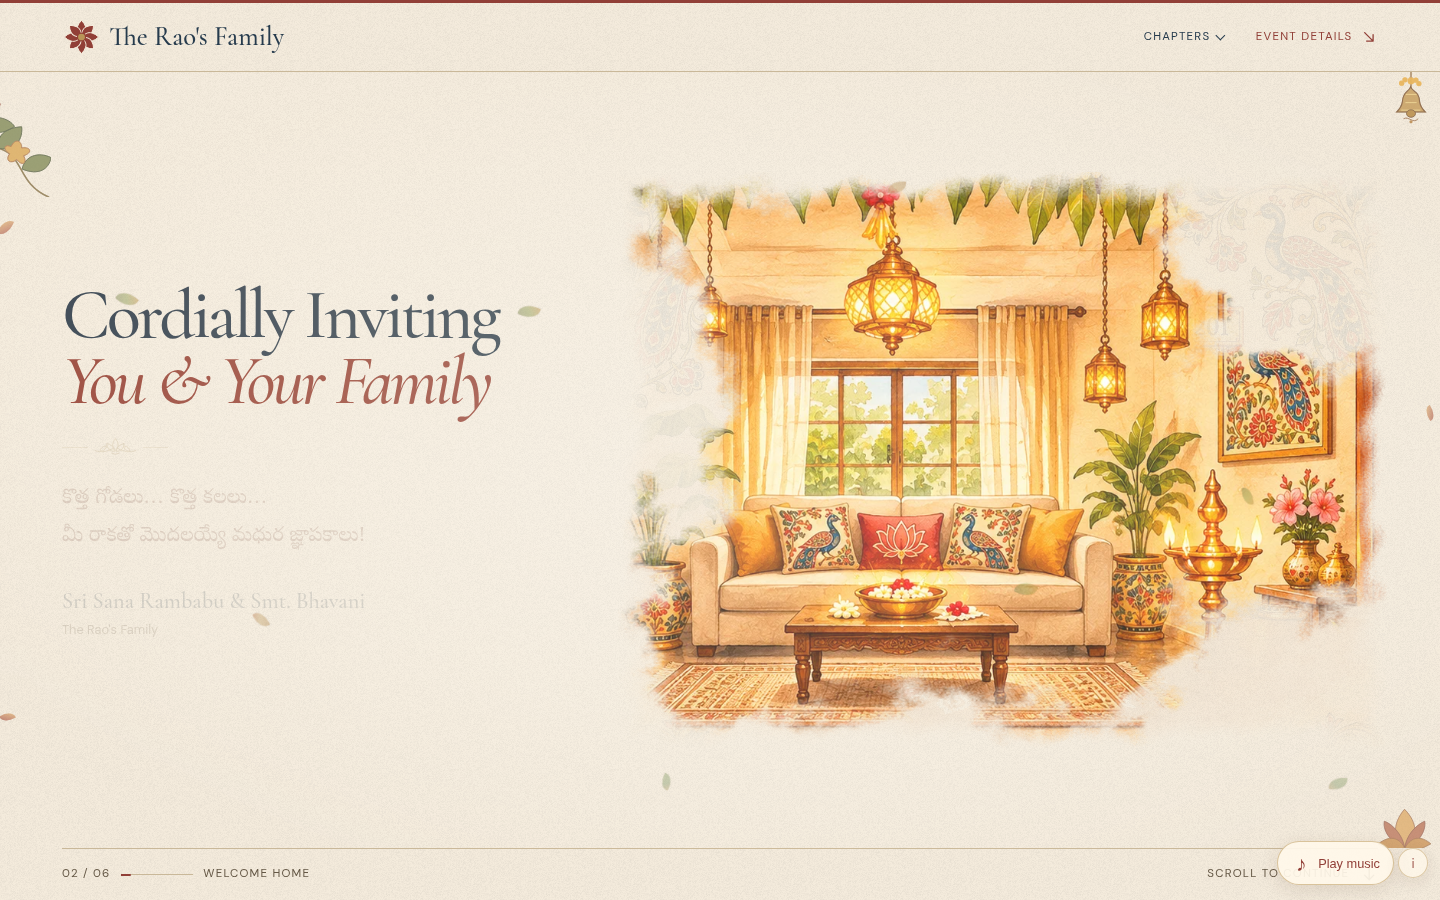 The Rao's Family
CHAPTERS
EVENT DETAILS
Cordially Inviting
You & Your Family
కొత్త గోడలు... కొత్త కలలు...
మీ రాకతో మొదలయ్యే మధుర జ్ఞాపకాలు!
Sri Sana Rambabu & Smt. Bhavani
The Rao's Family
02 / 06
WELCOME HOME
SCROLL TO
Play music
i